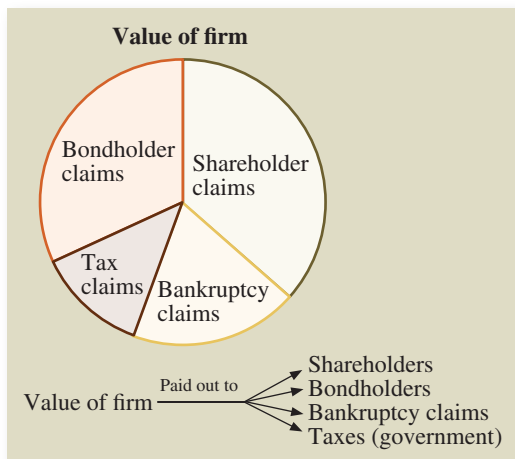 Value of firm
Bondholder
claims
Shareholder
claims
Tax
claims
Bankruptcy
claims
Value of firm
Paid out to
Shareholders
Bondholders
Bankruptcy claims
Taxes (government)